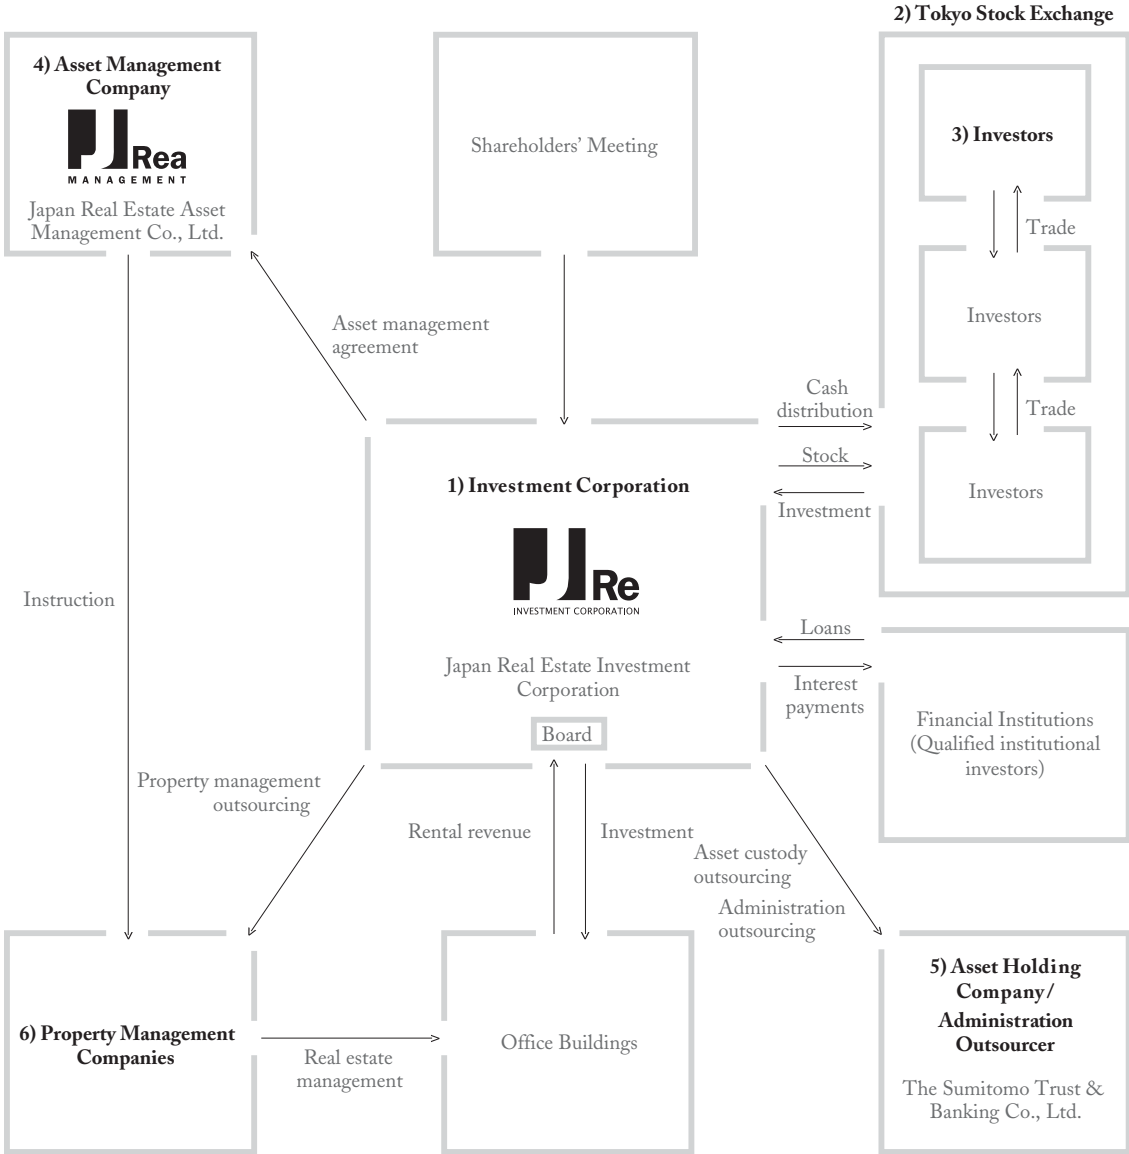 2) Tokyo Stock Exchange
4) Asset Management
Company
Rea
MANAGEMENT
Japan Real Estate Asset
Management Co., Ltd.
Shareholders’ Meeting
3) Investors
Trade
Investors
Trade
Investors
Asset management
agreement
Cash
distribution
Stock
Investment
1) Investment Corporation
Re
INVESTMENT CORPORATION
Japan Real Estate Investment
Corporation
Board
Instruction
Loans
Interest
payments
Financial Institutions
(Qualified institutional
investors)
Property management
outsourcing
Rental revenue
Investment
Asset custody
outsourcing
Administration
outsourcing
6) Property Management
Companies
Real estate
management
Office Buildings
5) Asset Holding
Company/
Administration
Outsourcer
The Sumitomo Trust &
Banking Co., Ltd.